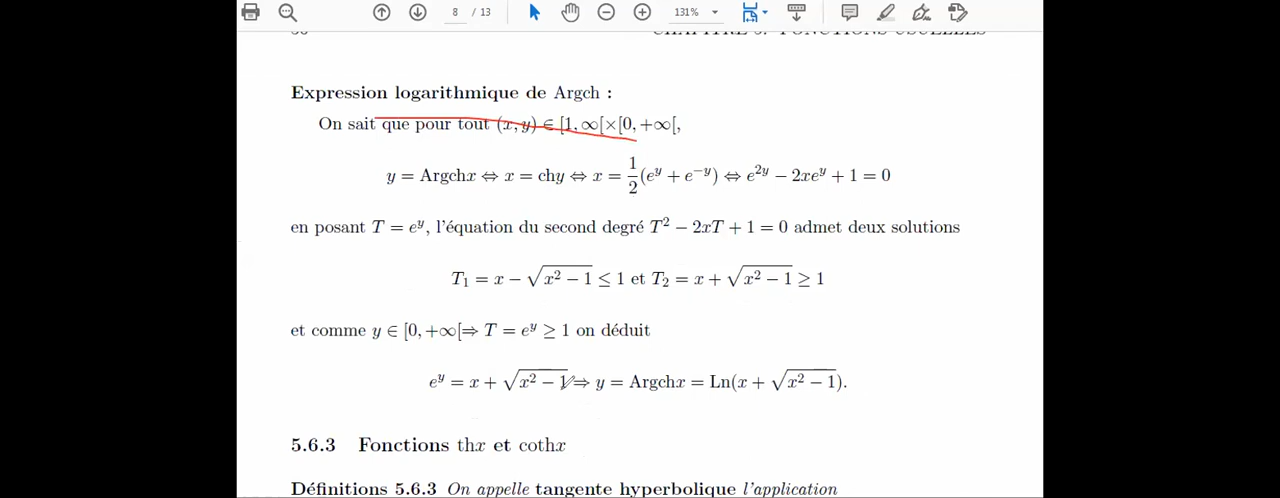 8 / 13 131%
Expression logarithmique de Argch :
On sait que pour tout (x, y) ∈ [1, ∞[×[0, +∞[,
y = Argchx ⇔ x = chy ⇔ x = 1/2(e^y + e^−y) ⇔ e^2y − 2xe^y + 1 = 0
en posant T = e^y, l'équation du second degré T² − 2xT + 1 = 0 admet deux solutions
T₁ = x − √(x² − 1) ≤ 1 et T₂ = x + √(x² − 1) ≥ 1
et comme y ∈ [0, +∞[⇒ T = e^y ≥ 1 on déduit
e^y = x + √(x² − 1) ⇒ y = Argchx = Ln(x + √(x² − 1)).
5.6.3 Fonctions thx et cothx
Définitions 5.6.3 On appelle tangente hyperbolique l'application